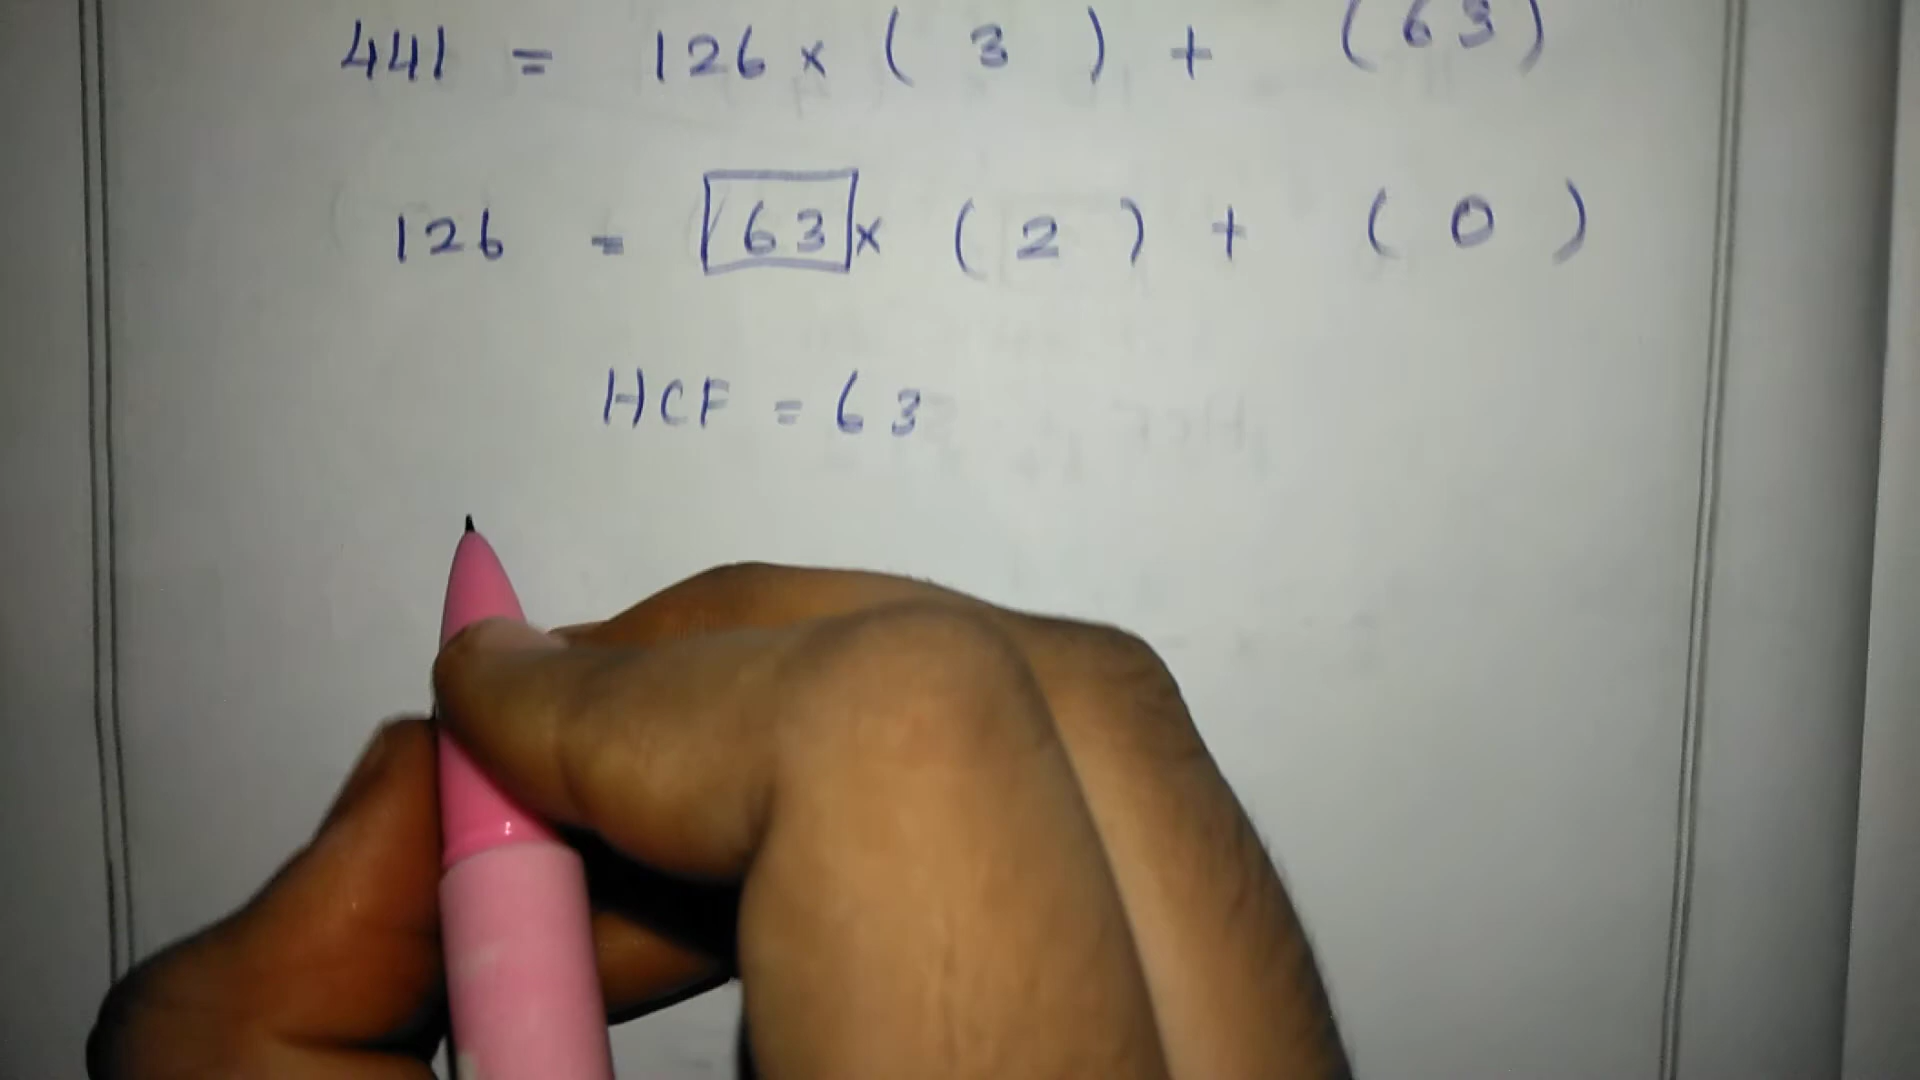 441 = 126 × ( 3 ) + ( 63 )
126 = 63 × ( 2 ) + ( 0 )
HCF = 63